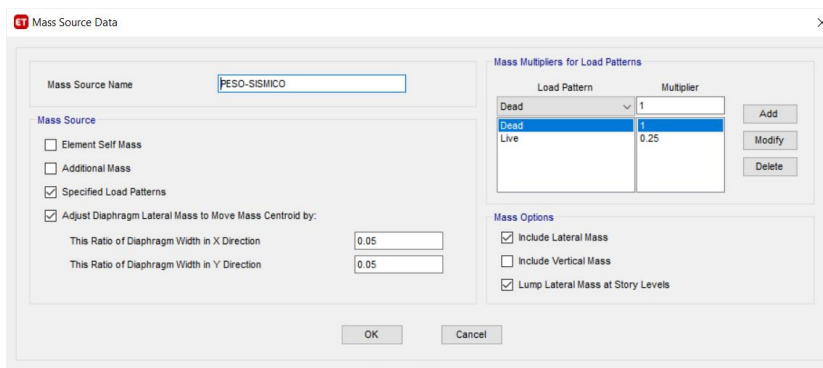 ET Mass Source Data
Mass Source Name PESO-SISMICO
Mass Source
Element Self Mass
Additional Mass
Specified Load Patterns
Adjust Diaphragm Lateral Mass to Move Mass Centroid by:
This Ratio of Diaphragm Width in X Direction 0.05
This Ratio of Diaphragm Width in Y Direction 0.05
Mass Multipliers for Load Patterns
Load Pattern Multiplier
Dead 1
Dead 1
Live 0.25
Add
Modify
Delete
Mass Options
Include Lateral Mass
Include Vertical Mass
Lump Lateral Mass at Story Levels
OK Cancel